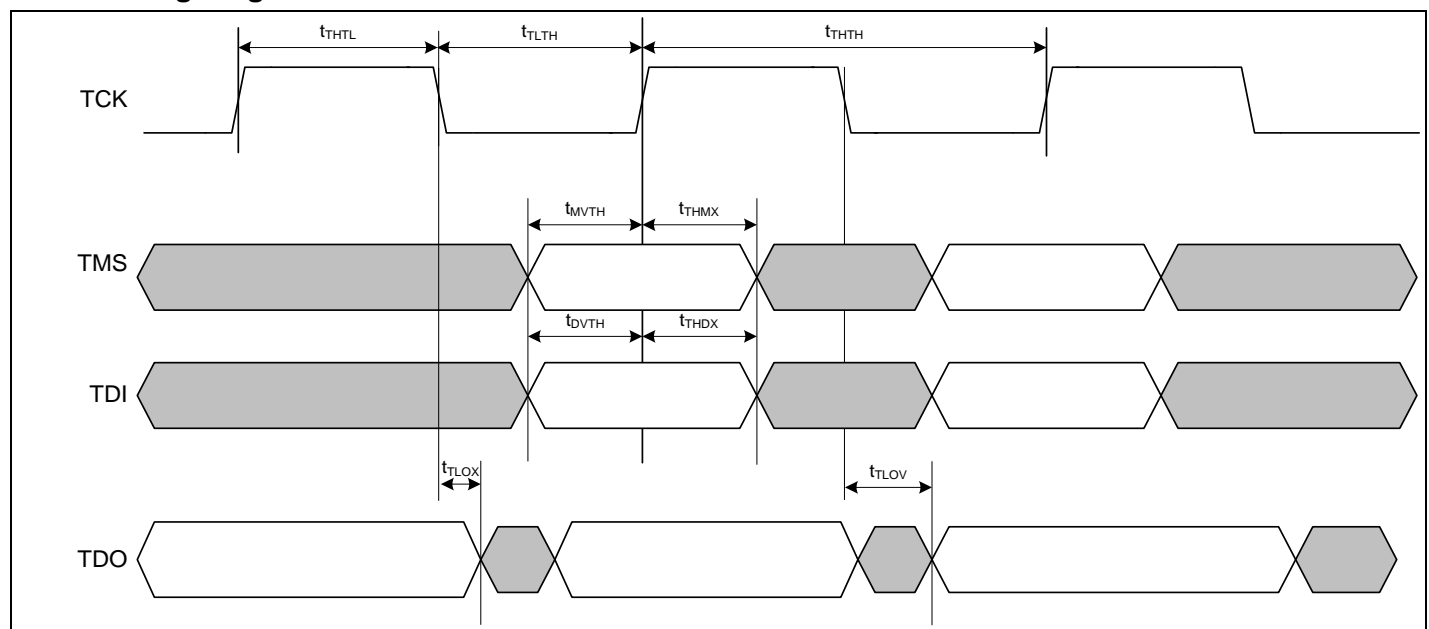 tTHTL tTLTH tTHTH
TCK
tMVTH tTHMX
TMS
tDVTH tTHDX
TDI
tTLOX tTLOV
TDO